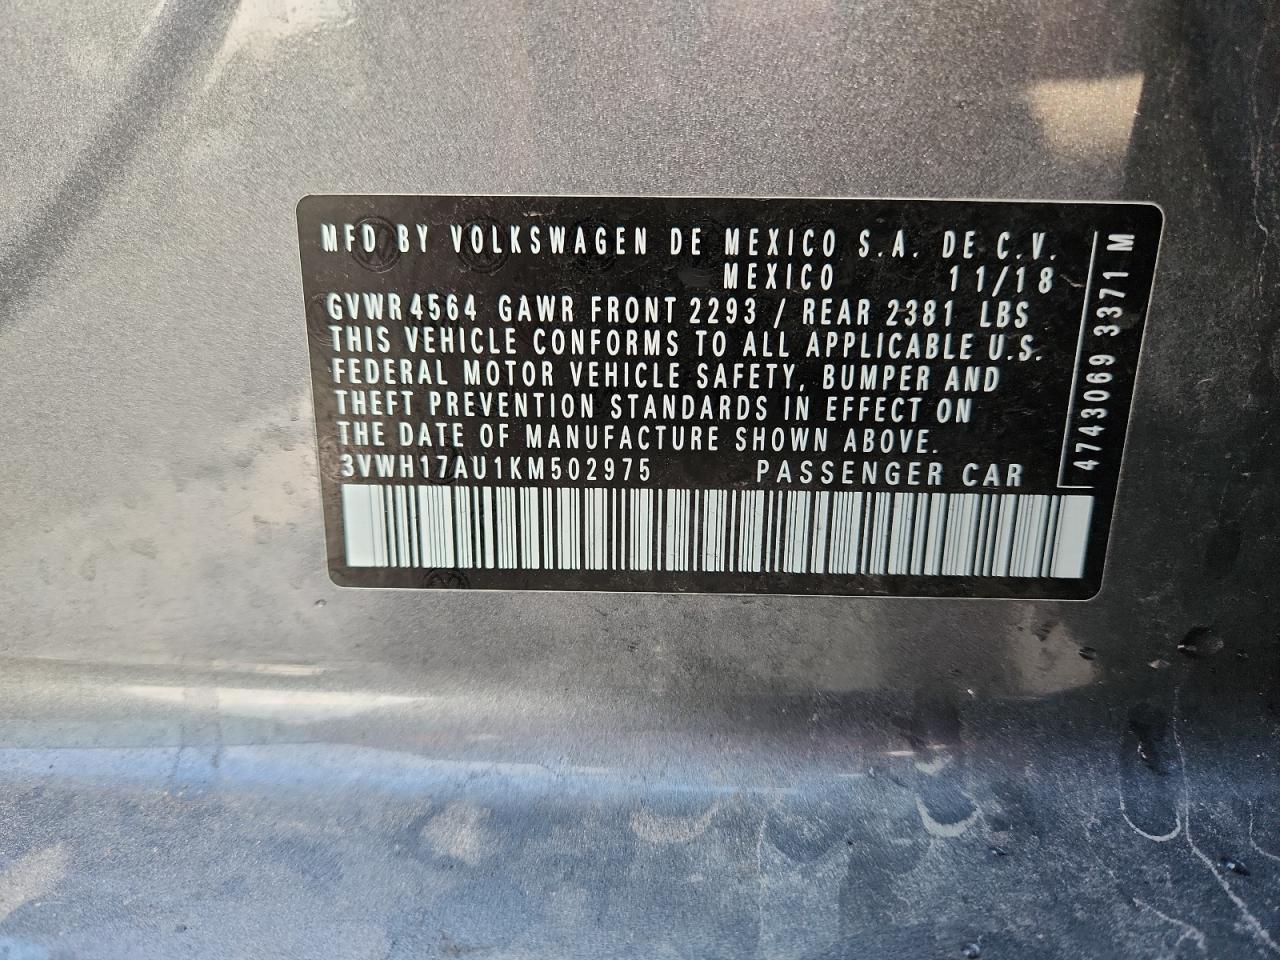 MFD BY VOLKSWAGEN DE MEXICO S.A. DE C.V.
MEXICO 11/18
GVWR 4564 GAWR FRONT 2293 / REAR 2381 LBS
THIS VEHICLE CONFORMS TO ALL APPLICABLE U.S.
FEDERAL MOTOR VEHICLE SAFETY, BUMPER AND
THEFT PREVENTION STANDARDS IN EFFECT ON
THE DATE OF MANUFACTURE SHOWN ABOVE.
3VWH17AU1KM502975 PASSENGER CAR
4743069 3371 M